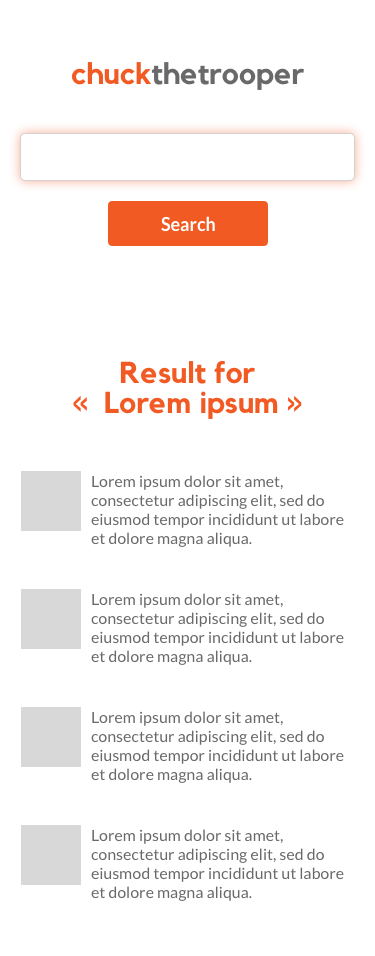 chuckthetrooper
Search
Result for
« Lorem ipsum »
Lorem ipsum dolor sit amet,
consectetur adipiscing elit, sed do
eiusmod tempor incididunt ut labore
et dolore magna aliqua.
Lorem ipsum dolor sit amet,
consectetur adipiscing elit, sed do
eiusmod tempor incididunt ut labore
et dolore magna aliqua.
Lorem ipsum dolor sit amet,
consectetur adipiscing elit, sed do
eiusmod tempor incididunt ut labore
et dolore magna aliqua.
Lorem ipsum dolor sit amet,
consectetur adipiscing elit, sed do
eiusmod tempor incididunt ut labore
et dolore magna aliqua.